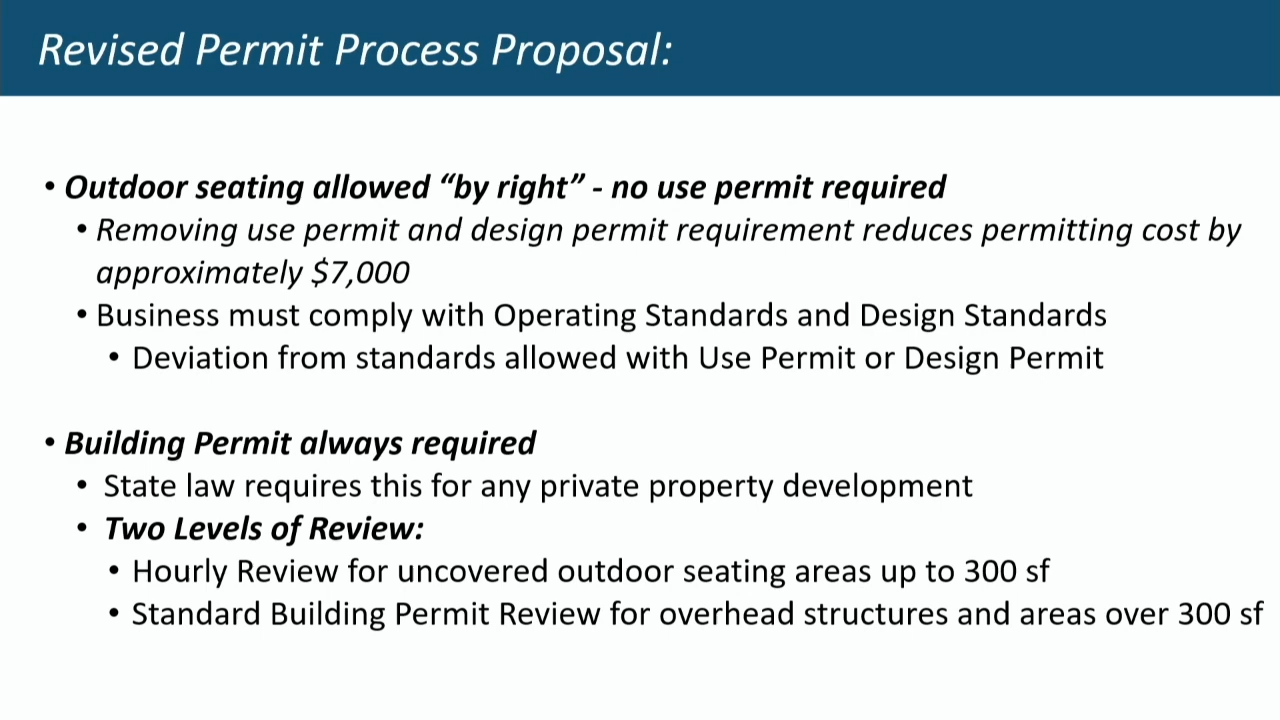 Revised Permit Process Proposal:
• Outdoor seating allowed “by right” - no use permit required
• Removing use permit and design permit requirement reduces permitting cost by
approximately $7,000
• Business must comply with Operating Standards and Design Standards
• Deviation from standards allowed with Use Permit or Design Permit
• Building Permit always required
• State law requires this for any private property development
• Two Levels of Review:
• Hourly Review for uncovered outdoor seating areas up to 300 sf
• Standard Building Permit Review for overhead structures and areas over 300 sf